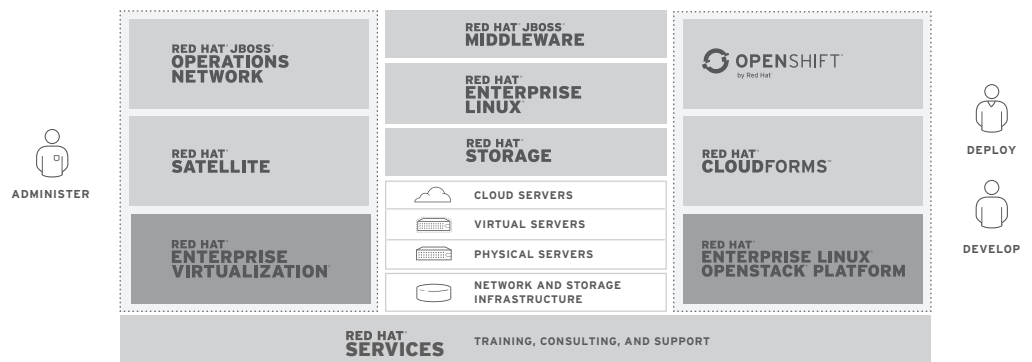 ADMINISTER
RED HAT® JBOSS®
OPERATIONS
NETWORK
RED HAT®
SATELLITE
RED HAT®
ENTERPRISE
VIRTUALIZATION
RED HAT® JBOSS®
MIDDLEWARE
RED HAT®
ENTERPRISE
LINUX®
RED HAT®
STORAGE
CLOUD SERVERS
VIRTUAL SERVERS
PHYSICAL SERVERS
NETWORK AND STORAGE
INFRASTRUCTURE
OPENSHIFT
by Red Hat®
RED HAT®
CLOUDFORMS™
RED HAT®
ENTERPRISE LINUX®
OPENSTACK® PLATFORM
DEPLOY
DEVELOP
RED HAT®
SERVICES
TRAINING, CONSULTING, AND SUPPORT